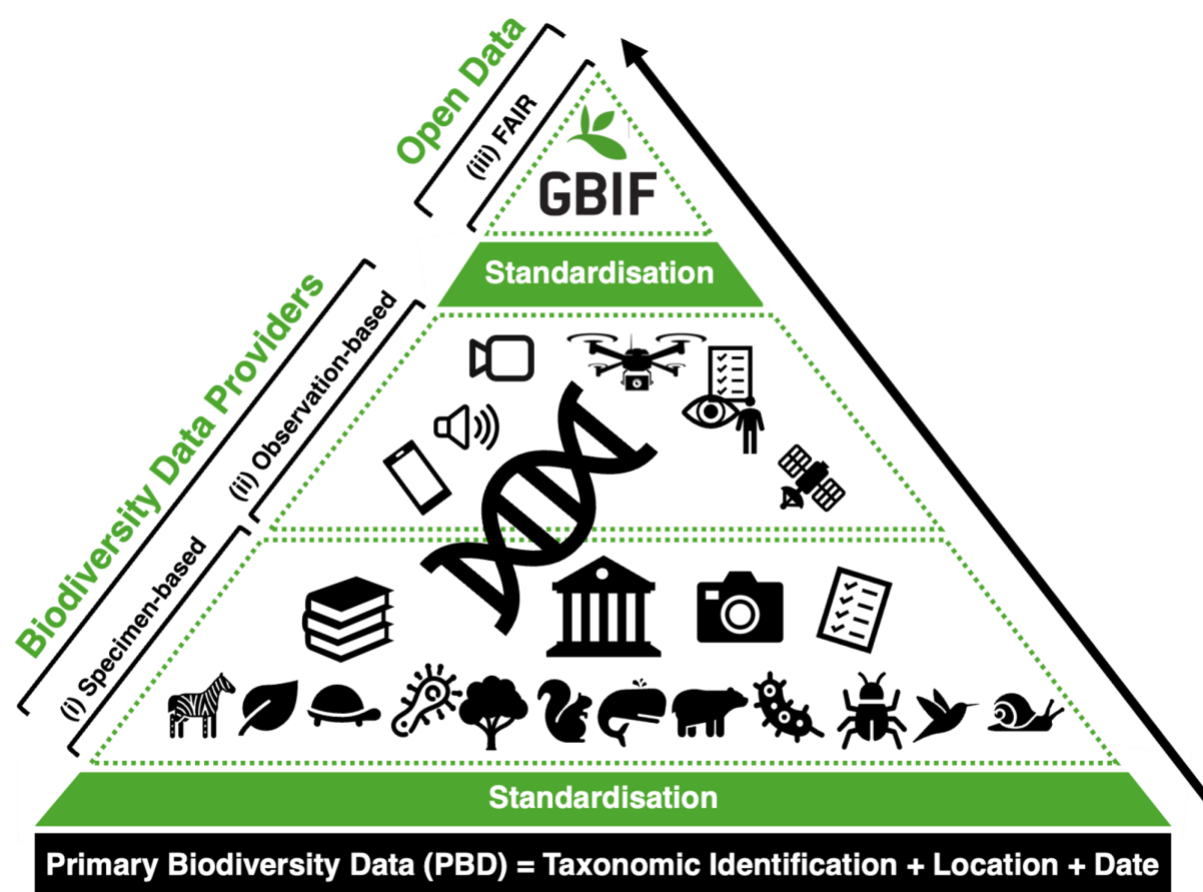 Open Data
(iii) FAIR
GBIF
Standardisation
Biodiversity Data Providers
(ii) Observation-based
(i) Specimen-based
Standardisation
Primary Biodiversity Data (PBD) = Taxonomic Identification + Location + Date